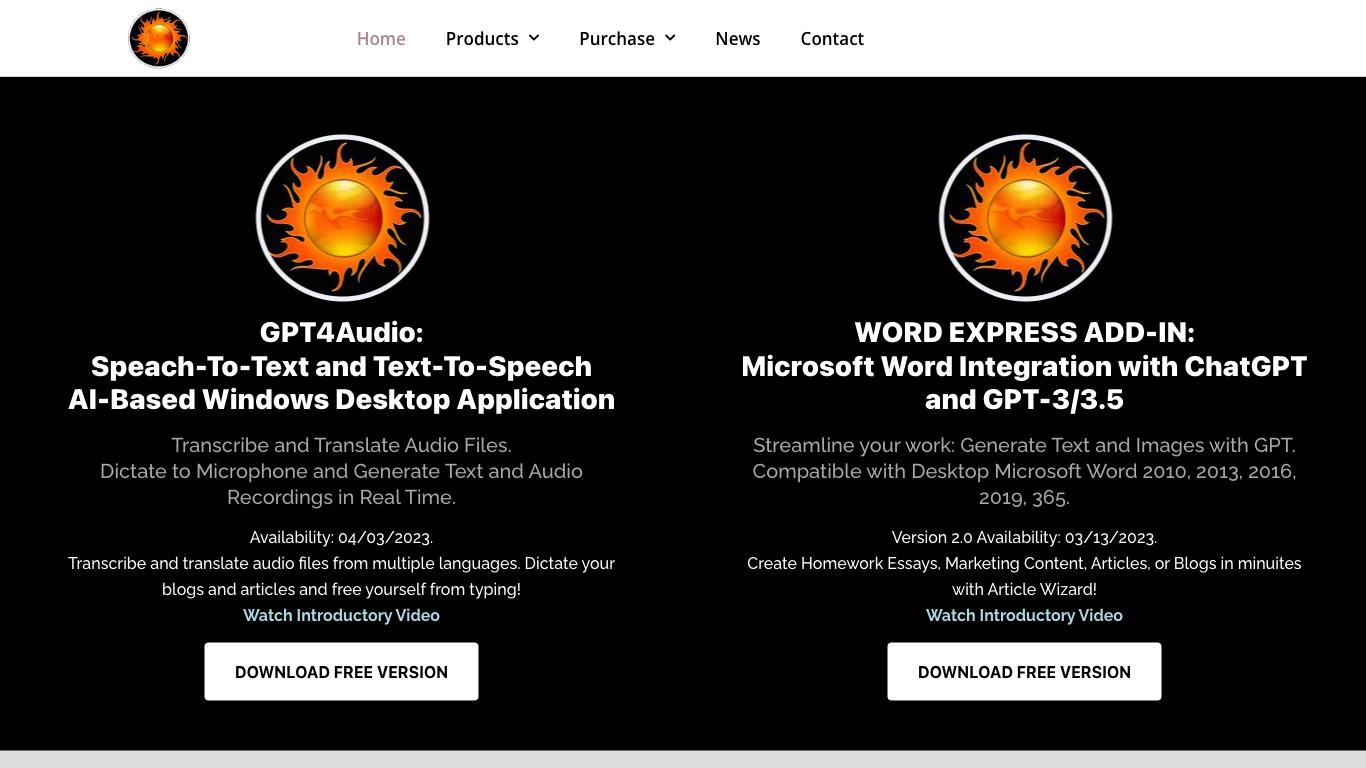 Home Products Purchase News Contact
GPT4Audio:
Speach-To-Text and Text-To-Speech
AI-Based Windows Desktop Application
Transcribe and Translate Audio Files.
Dictate to Microphone and Generate Text and Audio
Recordings in Real Time.
Availability: 04/03/2023.
Transcribe and translate audio files from multiple languages. Dictate your
blogs and articles and free yourself from typing!
Watch Introductory Video
DOWNLOAD FREE VERSION
WORD EXPRESS ADD-IN:
Microsoft Word Integration with ChatGPT
and GPT-3/3.5
Streamline your work: Generate Text and Images with GPT.
Compatible with Desktop Microsoft Word 2010, 2013, 2016,
2019, 365.
Version 2.0 Availability: 03/13/2023.
Create Homework Essays, Marketing Content, Articles, or Blogs in minuites
with Article Wizard!
Watch Introductory Video
DOWNLOAD FREE VERSION